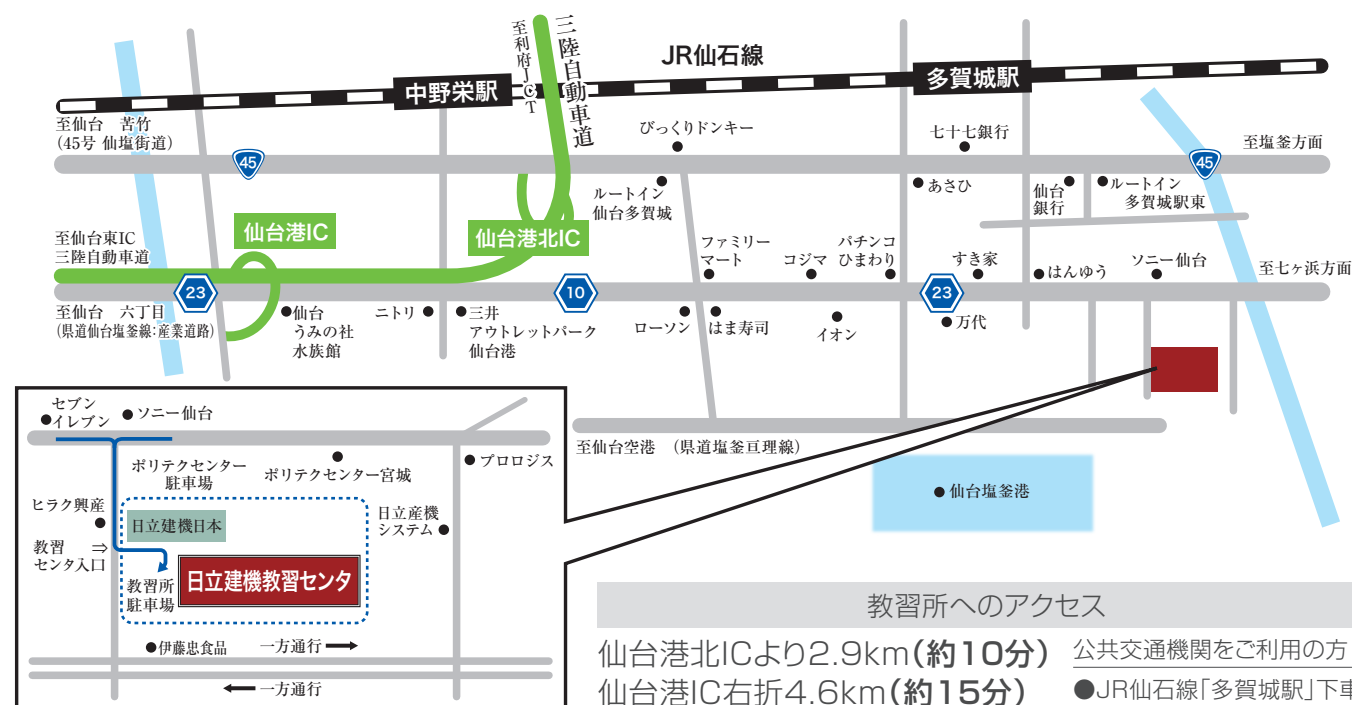 JR仙石線
中野栄駅
多賀城駅
至利府JCT
三陸自動車道
至仙台 苦竹
(45号 仙塩街道)
45
びっくりドンキー
七十七銀行
至塩釜方面
45
ルートイン
仙台多賀城
あさひ
仙台
銀行
ルートイン
多賀城駅東
仙台港IC
仙台港北IC
至仙台東IC
三陸自動車道
ファミリー
マート
コジマ
パチンコ
ひまわり
すき家
はんゆう
ソニー仙台
至七ヶ浜方面
23
10
23
至仙台 六丁目
(県道仙台塩釜線:産業道路)
仙台
うみの杜
水族館
ニトリ
三井
アウトレットパーク
仙台港
ローソン
はま寿司
イオン
万代
至仙台空港 (県道塩釜亘理線)
仙台塩釜港
セブン
イレブン
ソニー仙台
ポリテクセンター
駐車場
ポリテクセンター宮城
プロロジス
ヒラク興産
日立建機日本
日立産機
システム
教習 ⇒
センタ入口
日立建機教習センタ
教習所
駐車場
伊藤忠食品
一方通行
一方通行
教習所へのアクセス
仙台港北ICより2.9km(約10分)
仙台港IC右折4.6km(約15分)
公共交通機関をご利用の方
●JR仙石線「多賀城駅」下車